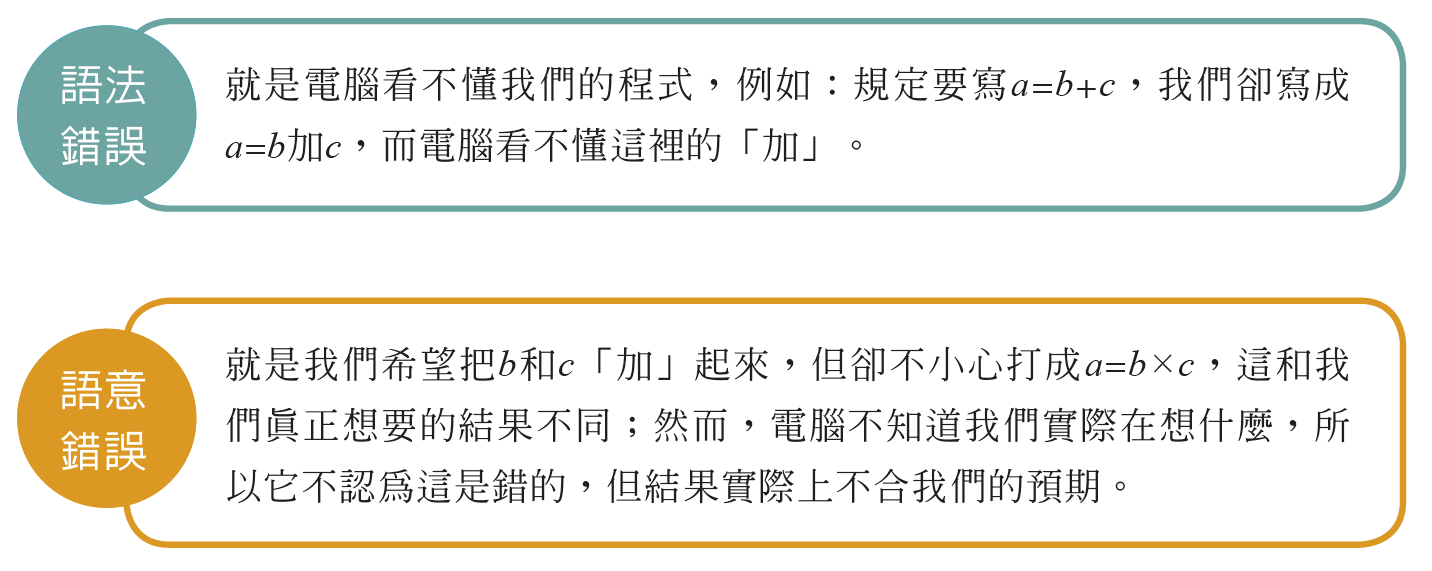 語法
錯誤
就是電腦看不懂我們的程式，例如：規定要寫a=b+c，我們卻寫成
a=b加c，而電腦看不懂這裡的「加」。
語意
錯誤
就是我們希望把b和c「加」起來，但卻不小心打成a=b×c，這和我
們眞正想要的結果不同；然而，電腦不知道我們實際在想什麼，所
以它不認爲這是錯的，但結果實際上不合我們的預期。